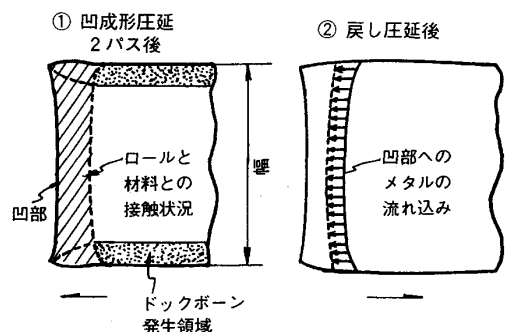 ① 凹成形圧延
2パス後
② 戻し圧延後
ロールと
材料との
接触状況
凹部
幅
凹部への
メタルの
流れ込み
ドックボーン
発生領域